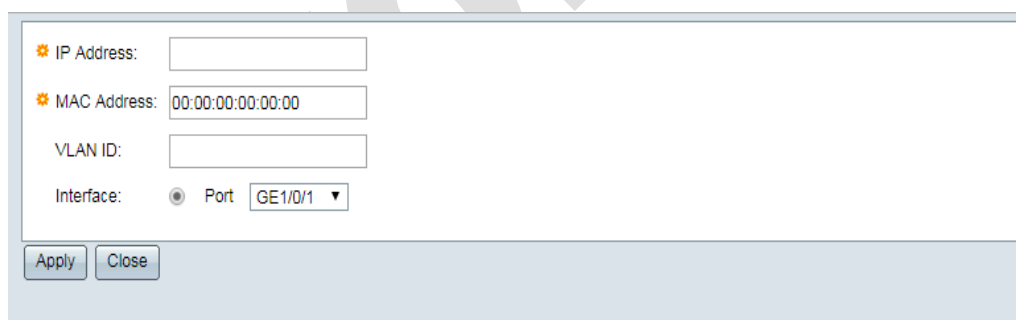 IP Address:
MAC Address: 00:00:00:00:00:00
VLAN ID:
Interface: Port GE1/0/1
Apply Close